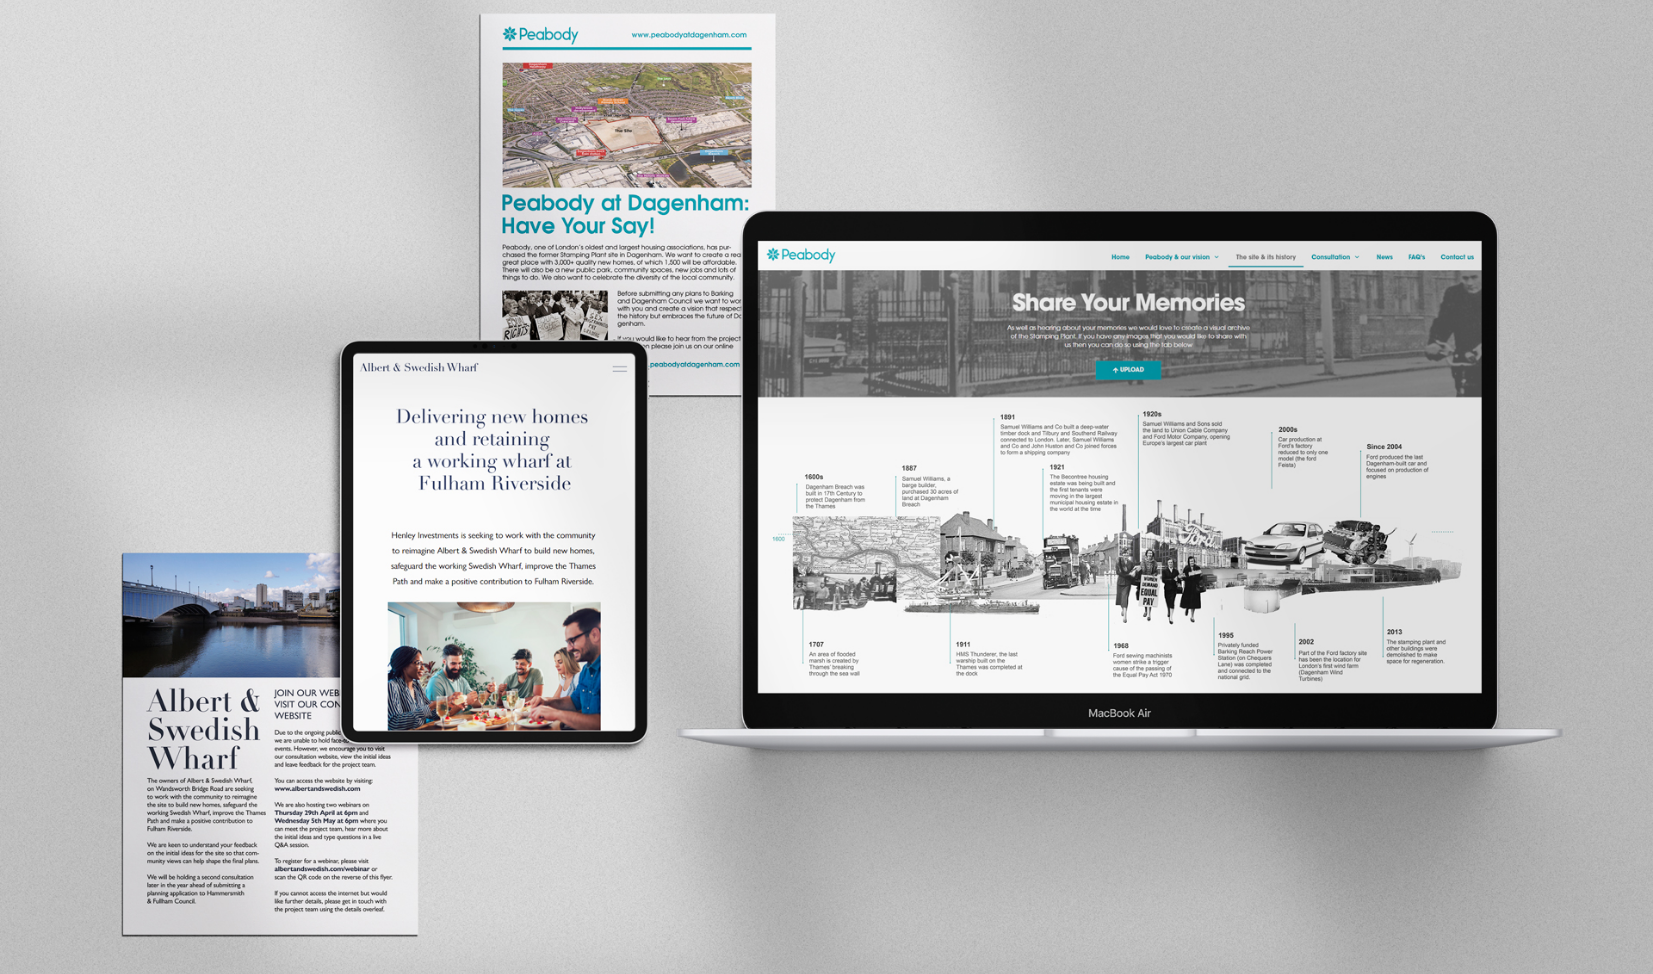 Peabody
www.peabodyatdagenham.com
The Site
Peabody at Dagenham:
Have Your Say!
Peabody, one of London's oldest and largest housing associations, has pur-
chased the former Stamping Plant site in Dagenham. We want to create a rea
great place with 3,000+ quality new homes, of which 1,500 will be affordable.
There will also be a new public park, community spaces, new jobs and lots of
things to do. We also want to celebrate the diversity of the local community.
Before submitting any plans to Barking
and Dagenham Council we want to wor
with you and create a vision that respec
the history but embraces the future of Da
genham.
If you would like to hear from the project
on please join us on our online
peabodyatdagenham.com
RIGHTS
Albert & Swedish Wharf
Delivering new homes
and retaining
a working wharf at
Fulham Riverside
Henley Investments is seeking to work with the community
to reimagine Albert & Swedish Wharf to build new homes,
safeguard the working Swedish Wharf, improve the Thames
Path and make a positive contribution to Fulham Riverside.
Albert &
Swedish
Wharf
The owners of Albert & Swedish Wharf,
on Wandsworth Bridge Road are seeking
to work with the community to reimagine
the site to build new homes, safeguard the
working Swedish Wharf, improve the Thames
Path and make a positive contribution to
Fulham Riverside.
We are keen to understand your feedback
on the initial ideas for the site so that com-
munity views can help shape the final plans.
We will be holding a second consultation
later in the year ahead of submitting a
planning application to Hammersmith
& Fullham Council.
JOIN OUR WEB
VISIT OUR CON
WEBSITE
Due to the ongoing public
we are unable to hold face-to
events. However, we encourage you to visit
our consultation website, view the initial ideas
and leave feedback for the project team.
You can access the website by visiting:
www.albertandswedish.com
We are also hosting two webinars on
Thursday 29th April at 6pm and
Wednesday 5th May at 6pm where you
can meet the project team, hear more about
the initial ideas and type questions in a live
Q&A session.
To register for a webinar, please visit
albertandswedish.com/webinar or
scan the QR code on the reverse of this flyer.
If you cannot access the internet but would
like further details, please get in touch with
the project team using the details overleaf.
Peabody
Home
Peabody & our vision
The site & its history
Consultation
News
FAQ's
Contact us
Share Your Memories
As well as hearing about your memories we would love to create a visual archive
of the Stamping Plant. If you have any images that you would like to share with
us then you can do so using the tab below
UPLOAD
1600
1600s
Dagenham Breach was
built in 17th Century to
protect Dagenham from
the Thames
1887
Samuel Williams, a
barge builder,
purchased 30 acres of
land at Dagenham
Breach
1891
Samuel Williams and Co built a deep-water
timber dock and Tilbury and Southend Railway
connected to London. Later, Samuel Williams
and Co and John Huston and Co joined forces
to form a shipping company
1921
The Becontree housing
estate was being built and
the first tenants were
moving in the largest
municipal housing estate in
the world at the time
1920s
Samuel Williams and Sons sold
the land to Union Cable Company
and Ford Motor Company, opening
Europe's largest car plant
2000s
Car production at
Ford's factory
reduced to only one
model (the ford
Feista)
Since 2004
Ford produced the last
Dagenham-built car and
focused on production of
engines
Ford
WOMEN
DEMAND
EQUAL
PAY
1707
An area of flooded
marsh is created by
Thames' breaking
through the sea wall
1911
HMS Thunderer, the last
warship built on the
Thames was completed at
the dock
1968
Ford sewing machinists
women strike a trigger
cause of the passing of
the Equal Pay Act 1970
1995
Privately funded
Barking Reach Power
Station (on Chequers
Lane) was completed
and connected to the
national grid.
2002
Part of the Ford factory site
has been the location for
London's first wind farm
(Dagenham Wind
Turbines)
2013
The stamping plant and
other buildings were
demolished to make
space for regeneration.
MacBook Air